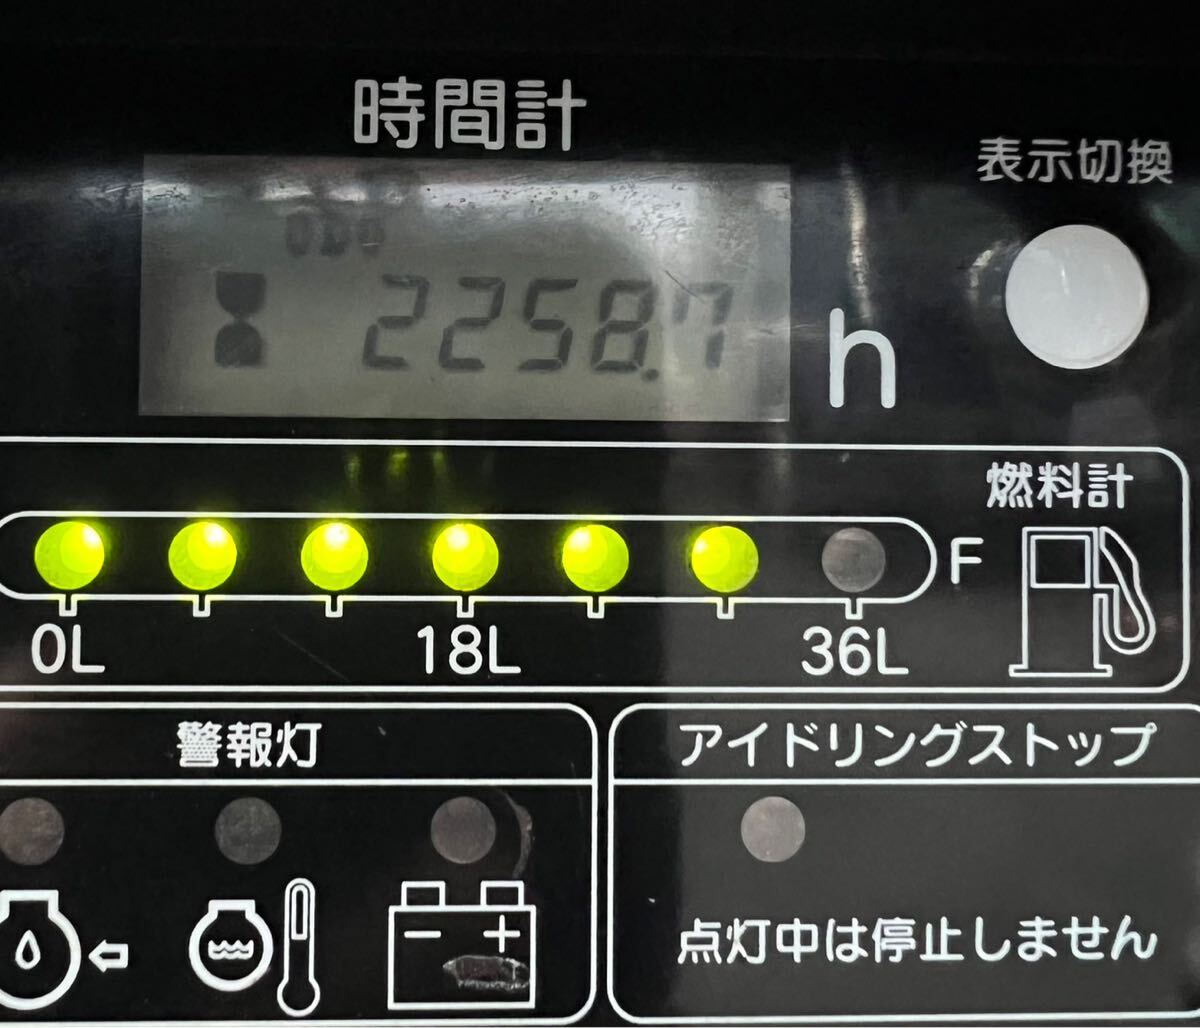 時間計
表示切換
ODO
2258.7
h
燃料計
F
0L
18L
36L
警報灯
アイドリングストップ
− +
点灯中は停止しません